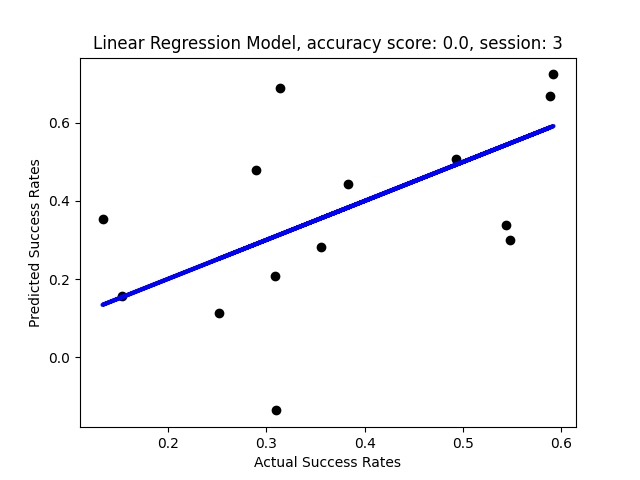 Linear Regression Model, accuracy score: 0.0, session: 3
Predicted Success Rates
0.6
0.4
0.2
0.0
0.2 0.3 0.4 0.5 0.6
Actual Success Rates